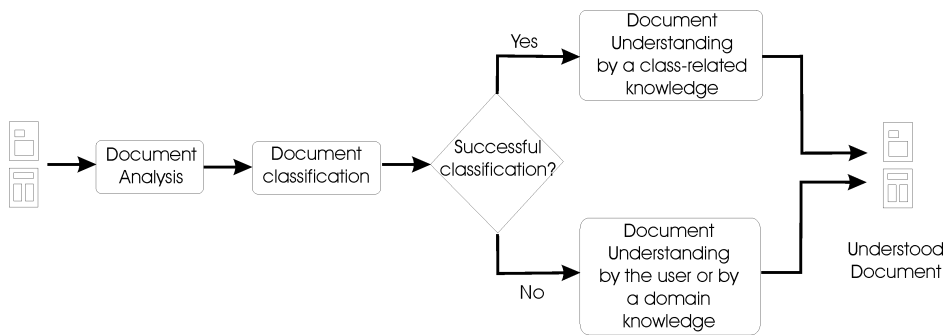 Document
Analysis
Document
classification
Successful
classification?
Yes
Document
Understanding
by a class-related
knowledge
No
Document
Understanding
by the user or by
a domain
knowledge
Understood
Document